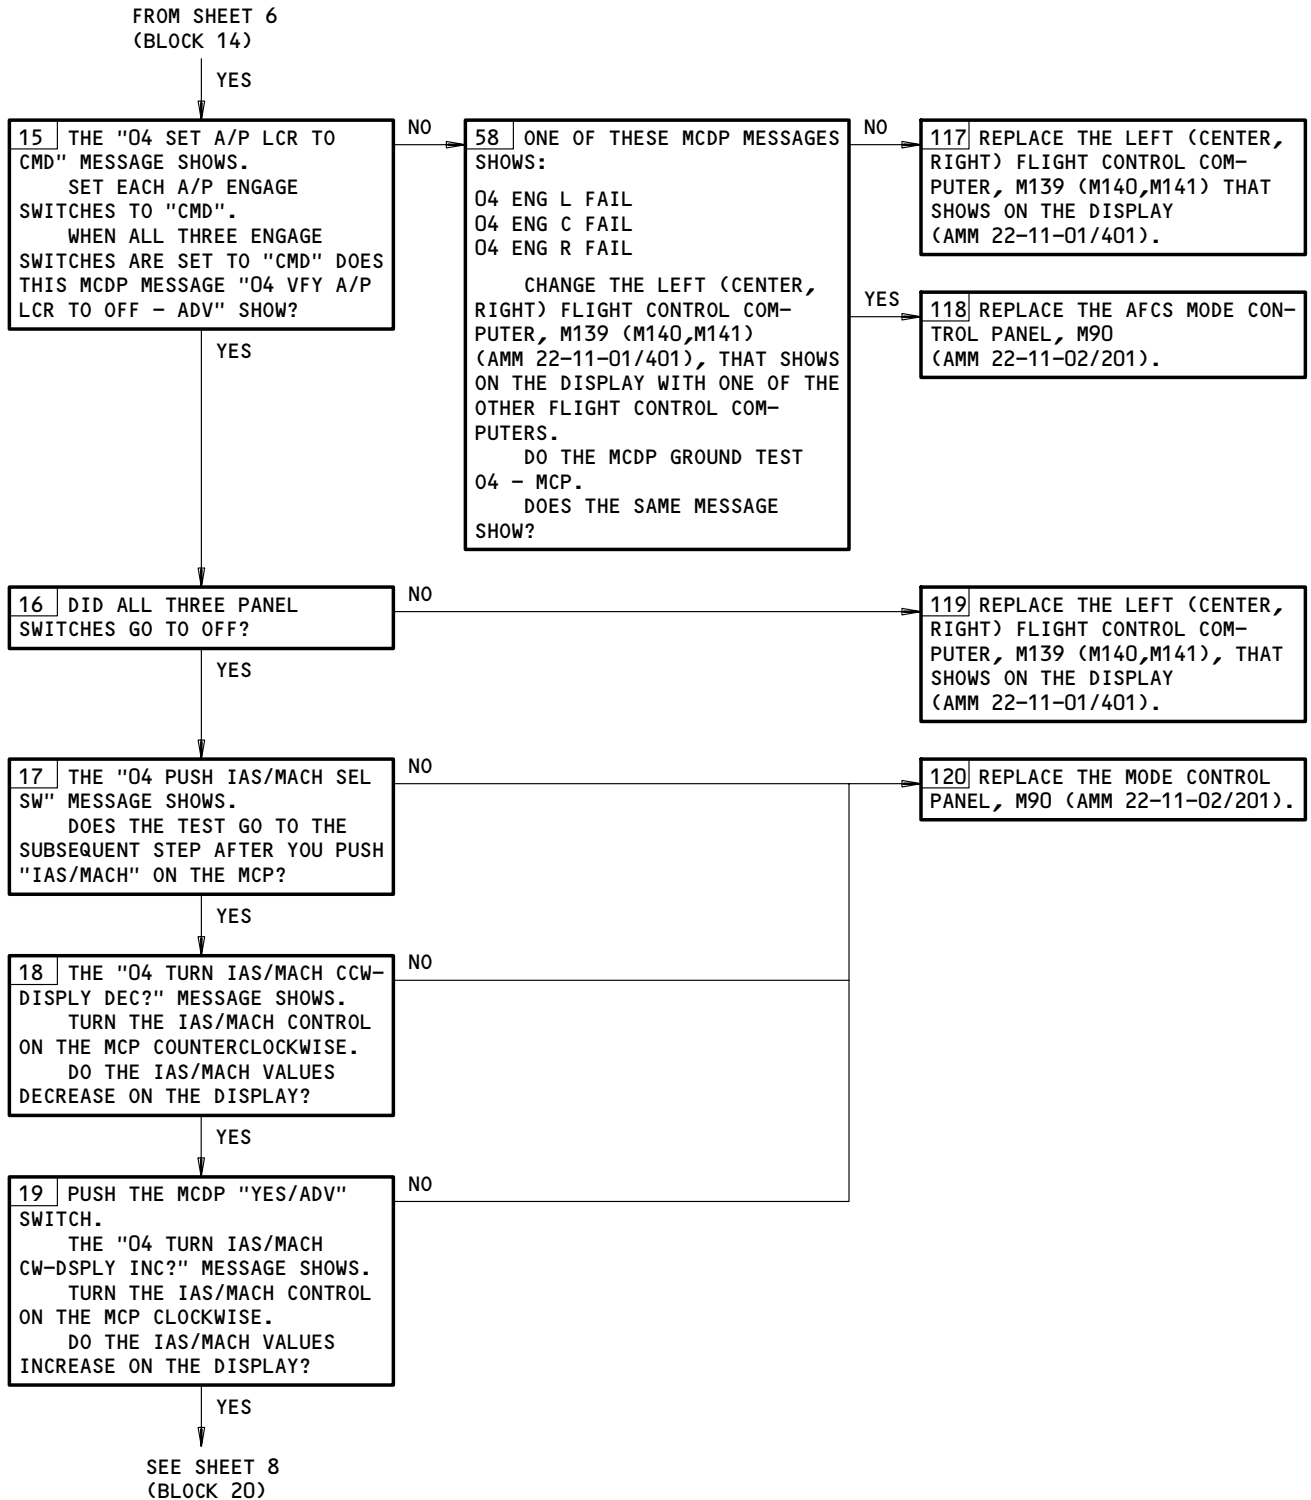 FROM SHEET 6
(BLOCK 14)
YES
15 THE "04 SET A/P LCR TO
CMD" MESSAGE SHOWS.
SET EACH A/P ENGAGE
SWITCHES TO "CMD".
WHEN ALL THREE ENGAGE
SWITCHES ARE SET TO "CMD" DOES
THIS MCDP MESSAGE "04 VFY A/P
LCR TO OFF - ADV" SHOW?
NO
58 ONE OF THESE MCDP MESSAGES
SHOWS:
04 ENG L FAIL
04 ENG C FAIL
04 ENG R FAIL
CHANGE THE LEFT (CENTER,
RIGHT) FLIGHT CONTROL COM-
PUTER, M139 (M140,M141)
(AMM 22-11-01/401), THAT SHOWS
ON THE DISPLAY WITH ONE OF THE
OTHER FLIGHT CONTROL COM-
PUTERS.
DO THE MCDP GROUND TEST
04 - MCP.
DOES THE SAME MESSAGE
SHOW?
NO
117 REPLACE THE LEFT (CENTER,
RIGHT) FLIGHT CONTROL COM-
PUTER, M139 (M140,M141) THAT
SHOWS ON THE DISPLAY
(AMM 22-11-01/401).
YES
118 REPLACE THE AFCS MODE CON-
TROL PANEL, M90
(AMM 22-11-02/201).
YES
16 DID ALL THREE PANEL
SWITCHES GO TO OFF?
NO
119 REPLACE THE LEFT (CENTER,
RIGHT) FLIGHT CONTROL COM-
PUTER, M139 (M140,M141), THAT
SHOWS ON THE DISPLAY
(AMM 22-11-01/401).
YES
17 THE "04 PUSH IAS/MACH SEL
SW" MESSAGE SHOWS.
DOES THE TEST GO TO THE
SUBSEQUENT STEP AFTER YOU PUSH
"IAS/MACH" ON THE MCP?
NO
120 REPLACE THE MODE CONTROL
PANEL, M90 (AMM 22-11-02/201).
YES
18 THE "04 TURN IAS/MACH CCW-
DISPLY DEC?" MESSAGE SHOWS.
TURN THE IAS/MACH CONTROL
ON THE MCP COUNTERCLOCKWISE.
DO THE IAS/MACH VALUES
DECREASE ON THE DISPLAY?
NO
YES
19 PUSH THE MCDP "YES/ADV"
SWITCH.
THE "04 TURN IAS/MACH
CW-DSPLY INC?" MESSAGE SHOWS.
TURN THE IAS/MACH CONTROL
ON THE MCP CLOCKWISE.
DO THE IAS/MACH VALUES
INCREASE ON THE DISPLAY?
NO
YES
SEE SHEET 8
(BLOCK 20)